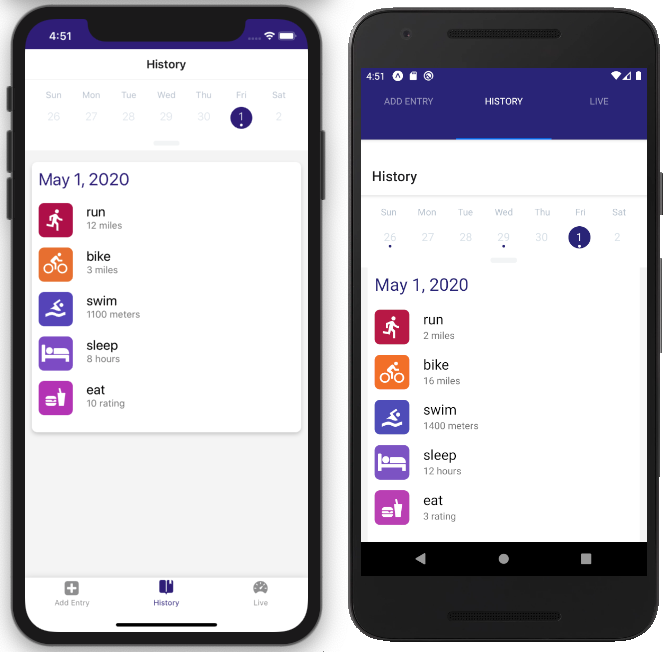 4:51
History
Sun Mon Tue Wed Thu Fri Sat
26 27 28 29 30 1 2
May 1, 2020
run
12 miles
bike
3 miles
swim
1100 meters
sleep
8 hours
eat
10 rating
Add Entry History Live
4:51
ADD ENTRY HISTORY LIVE
History
Sun Mon Tue Wed Thu Fri Sat
26 27 28 29 30 1 2
May 1, 2020
run
2 miles
bike
16 miles
swim
1400 meters
sleep
12 hours
eat
3 rating